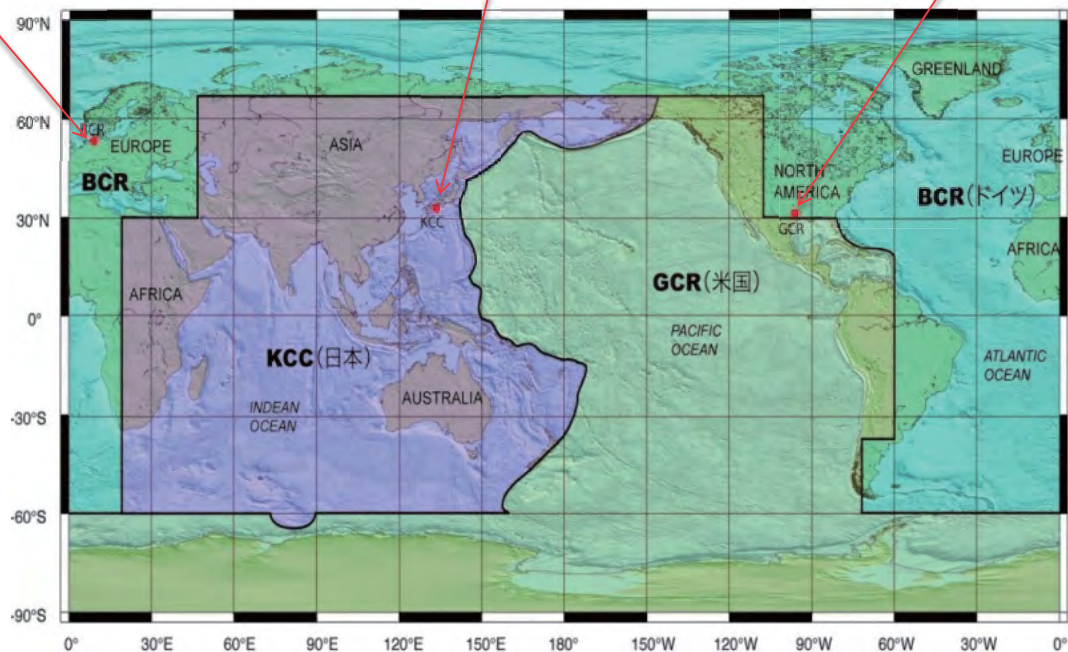 90°N
60°N
30°N
0°
-30°S
-60°S
-90°S
0°
30°E
60°E
90°E
120°E
150°E
180°
150°W
120°W
90°W
60°W
30°W
0°
BCR
EUROPE
BCR
ASIA
KCC
AFRICA
KCC(日本)
INDEAN
OCEAN
AUSTRALIA
GCR(米国)
PACIFIC
OCEAN
NORTH
AMERICA
GCR
GREENLAND
EUROPE
BCR(ドイツ)
AFRICA
ATLANTIC
OCEAN